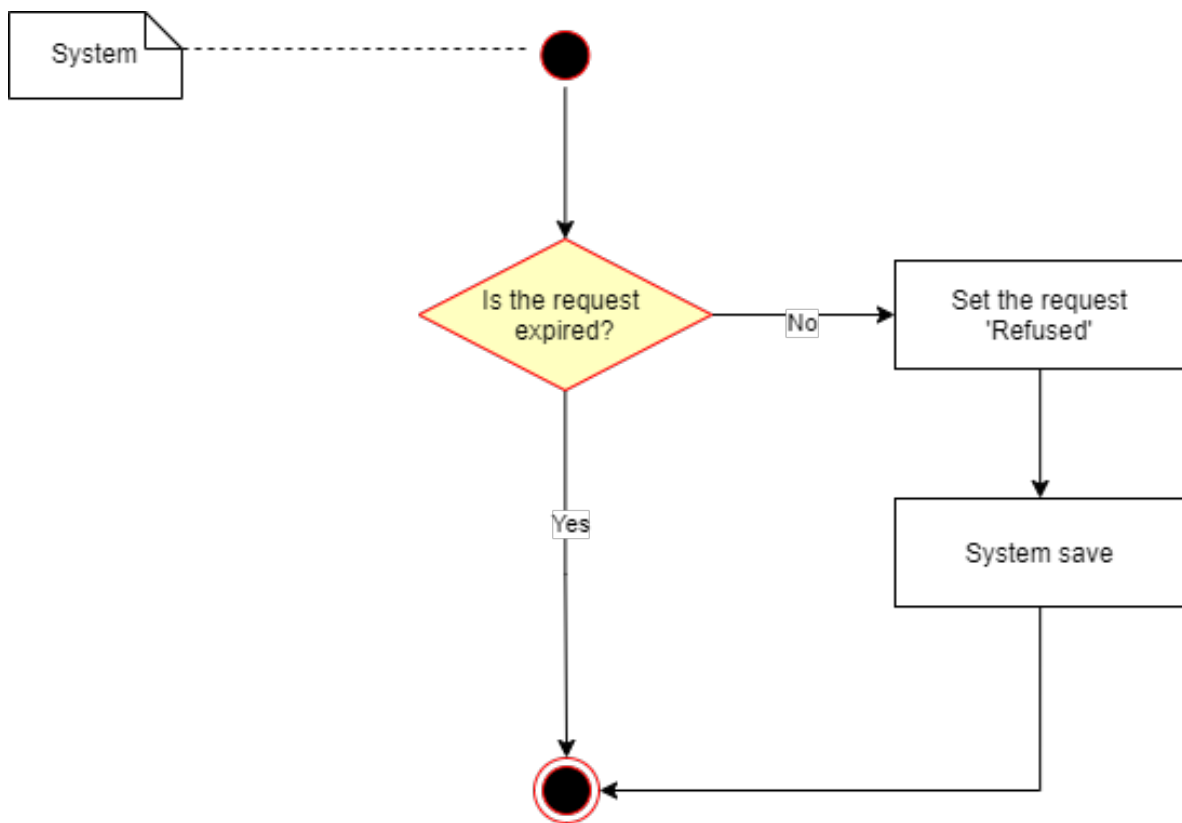 System
Is the request
expired?
No
Set the request
'Refused'
Yes
System save